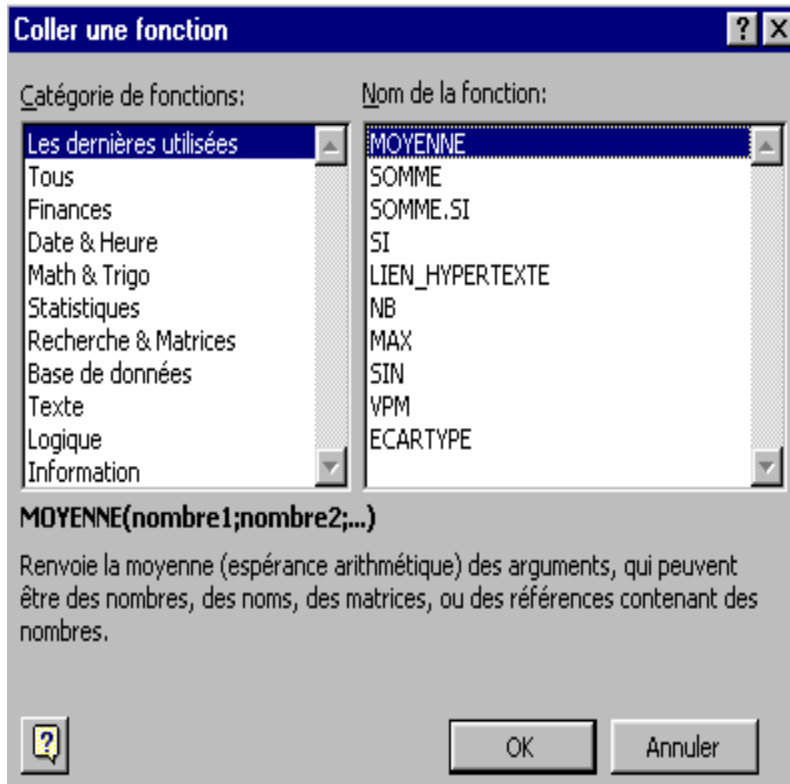 Coller une fonction
Catégorie de fonctions:
Les dernières utilisées
Tous
Finances
Date & Heure
Math & Trigo
Statistiques
Recherche & Matrices
Base de données
Texte
Logique
Information
Nom de la fonction:
MOYENNE
SOMME
SOMME.SI
SI
LIEN_HYPERTEXTE
NB
MAX
SIN
VPM
ECARTYPE
MOYENNE(nombre1;nombre2;...)
Renvoie la moyenne (espérance arithmétique) des arguments, qui peuvent
être des nombres, des noms, des matrices, ou des références contenant des
nombres.
OK
Annuler